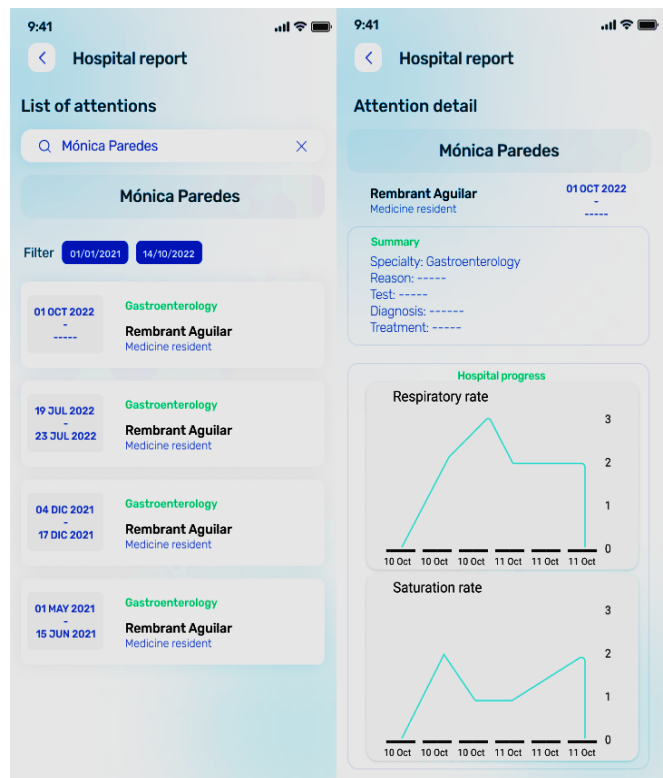 9:41
Hospital report
List of attentions
Mónica Paredes
Mónica Paredes
Filter 01/01/2021 14/10/2022
01 OCT 2022
-
-----
Gastroenterology
Rembrant Aguilar
Medicine resident
19 JUL 2022
-
23 JUL 2022
Gastroenterology
Rembrant Aguilar
Medicine resident
04 DIC 2021
-
17 DIC 2021
Gastroenterology
Rembrant Aguilar
Medicine resident
01 MAY 2021
-
15 JUN 2021
Gastroenterology
Rembrant Aguilar
Medicine resident
9:41
Hospital report
Attention detail
Mónica Paredes
Rembrant Aguilar
Medicine resident
01 OCT 2022
-
-----
Summary
Specialty: Gastroenterology
Reason: -----
Test: -----
Diagnosis: ------
Treatment: -----
Hospital progress
Respiratory rate
3
2
1
0
10 Oct 10 Oct 10 Oct 11 Oct 11 Oct 11 Oct
Saturation rate
3
2
1
0
10 Oct 10 Oct 10 Oct 11 Oct 11 Oct 11 Oct